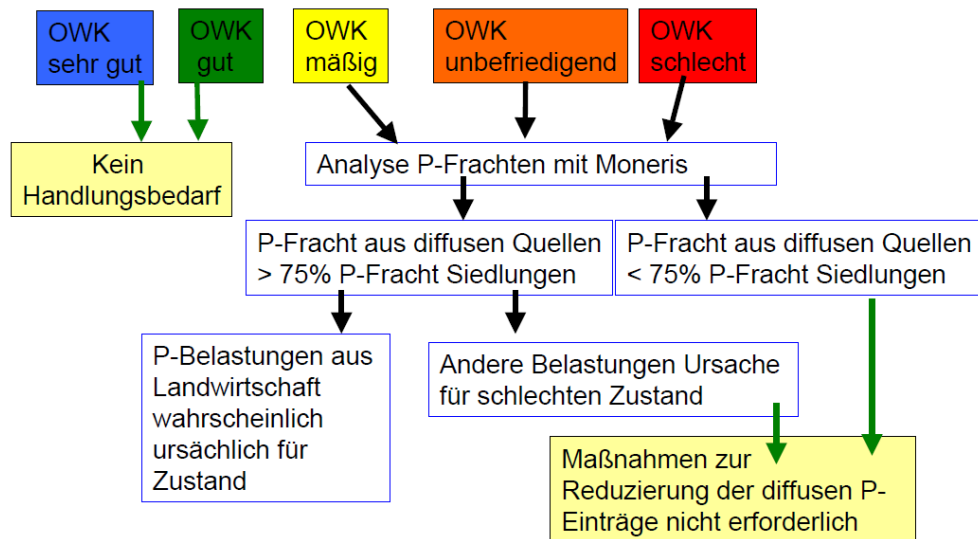 OWK
sehr gut
OWK
gut
OWK
mäßig
OWK
unbefriedigend
OWK
schlecht
Kein
Handlungsbedarf
Analyse P-Frachten mit Moneris
P-Fracht aus diffusen Quellen
> 75% P-Fracht Siedlungen
P-Fracht aus diffusen Quellen
< 75% P-Fracht Siedlungen
P-Belastungen aus
Landwirtschaft
wahrscheinlich
ursächlich für
Zustand
Andere Belastungen Ursache
für schlechten Zustand
Maßnahmen zur
Reduzierung der diffusen P-
Einträge nicht erforderlich